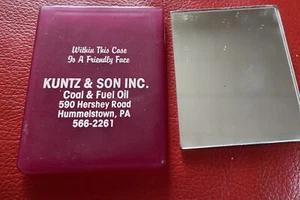 Within This Case
Is A Friendly Face
KUNTZ & SON INC.
Coal & Fuel Oil
590 Hershey Road
Hummelstown, PA
566-2261